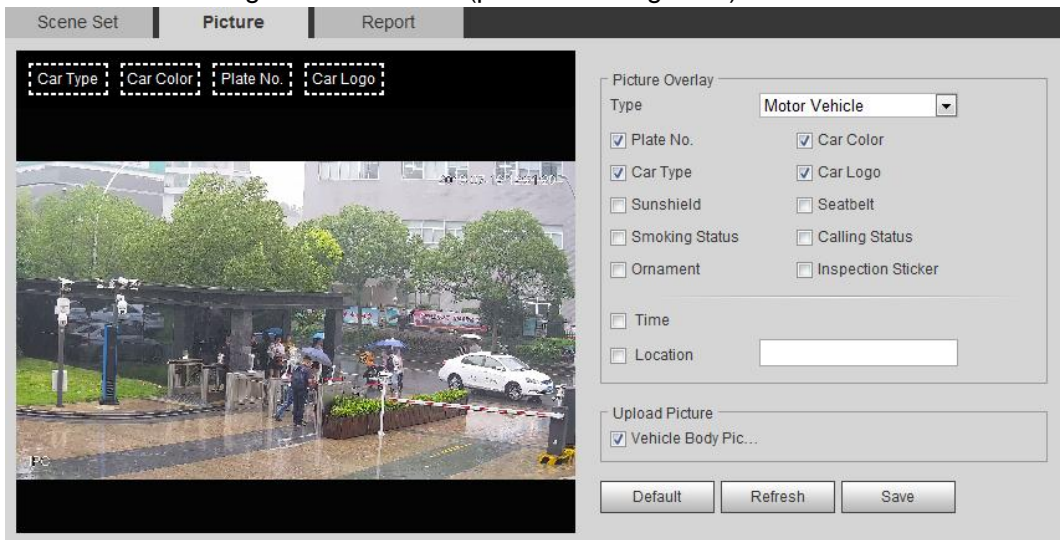 Scene Set Picture Report
Car Type Car Color Plate No. Car Logo
Picture Overlay
Type Motor Vehicle
Plate No. Car Color
Car Type Car Logo
Sunshield Seatbelt
Smoking Status Calling Status
Ornament Inspection Sticker
Time
Location
Upload Picture
Vehicle Body Pic...
Default Refresh Save